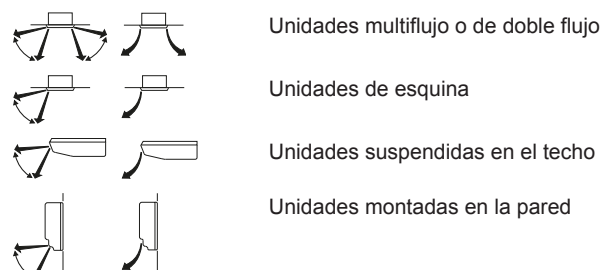 Unidades multiflujo o de doble flujo
Unidades de esquina
Unidades suspendidas en el techo
Unidades montadas en la pared